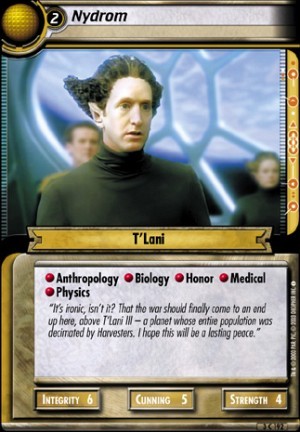 2 Nydrom
T'Lani
Anthropology Biology Honor Medical
Physics
"It's ironic, isn't it? That the war should finally come to an end
up here, above T'Lani III – a planet whose entire population was
decimated by Harvesters. I hope this will be a lasting peace."
INTEGRITY 6 CUNNING 5 STRENGTH 4